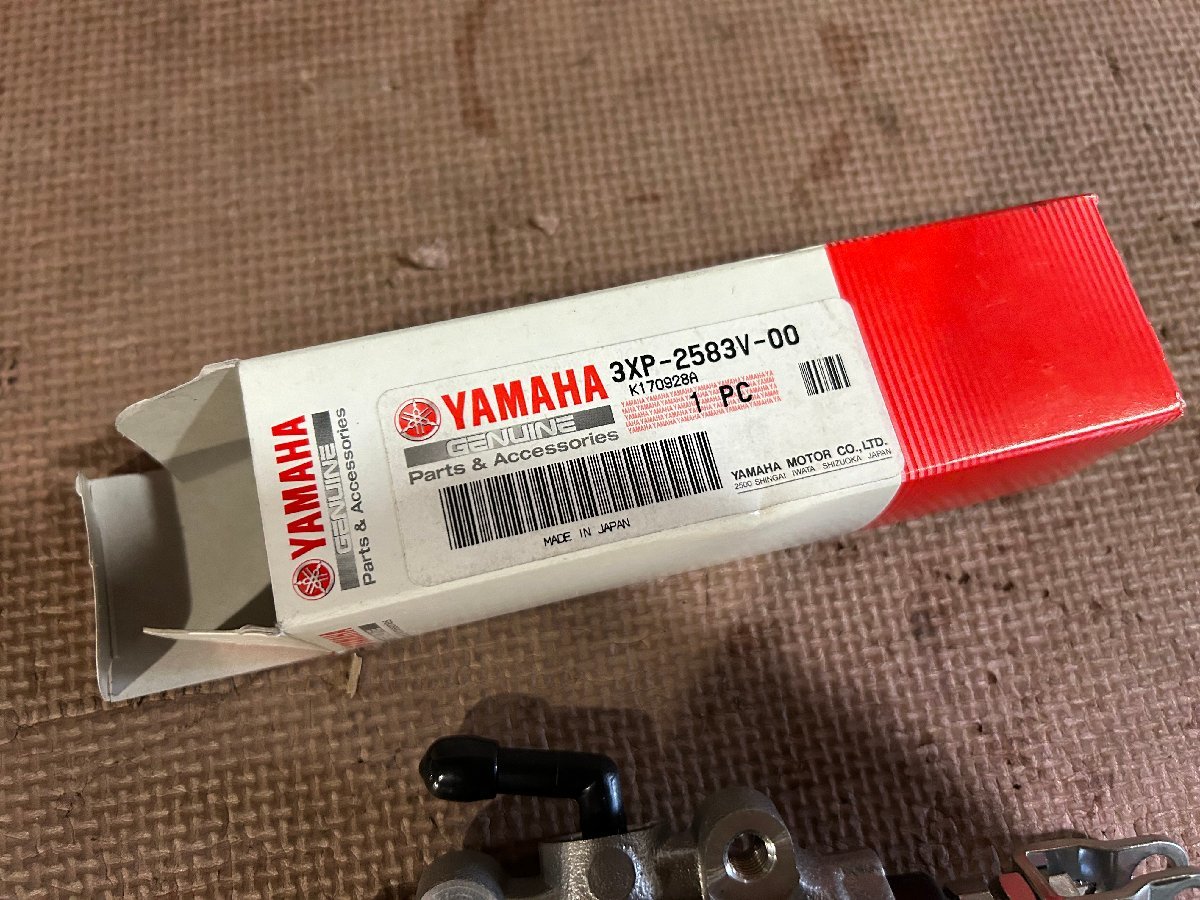 YAMAHA
GENUINE
Parts & Accessories
YAMAHA
GENUINE
Parts & Accessories
3XP-2583V-00
K170928A
1 PC
YAMAHA MOTOR CO.,LTD.
2500 SHINGAI IWATA SHIZUOKA JAPAN
MADE IN JAPAN